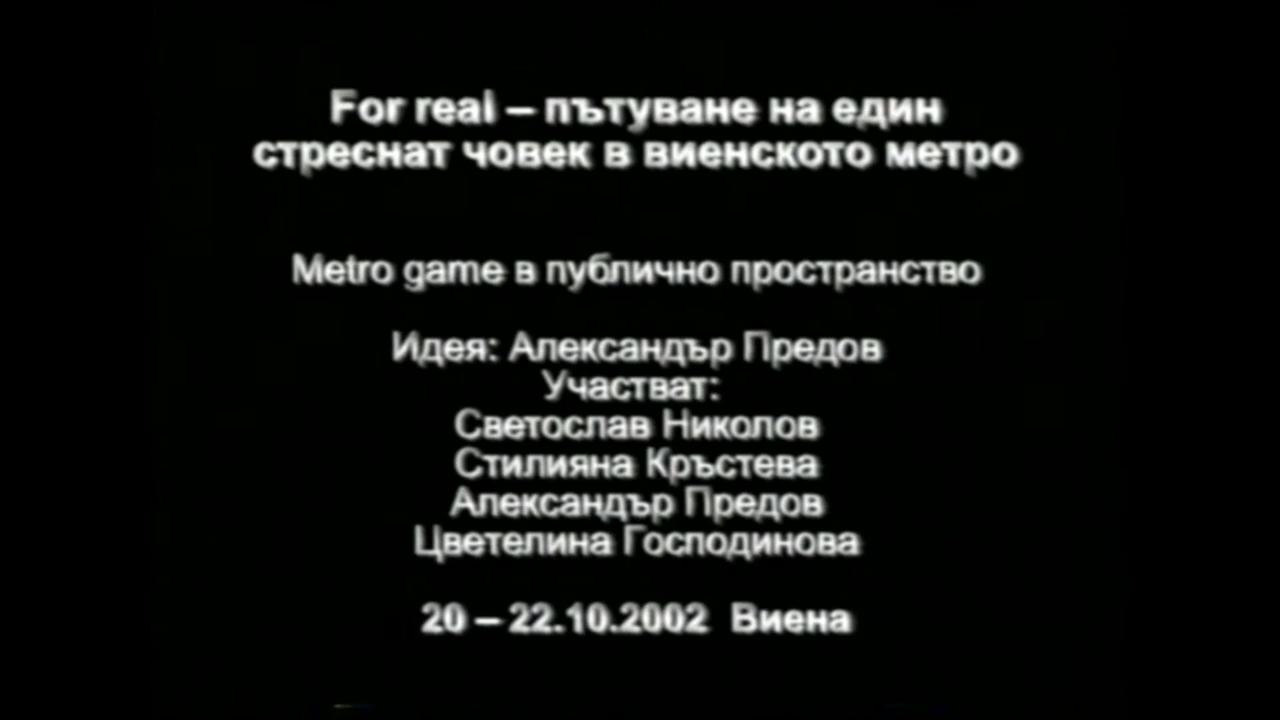 For real – пътуване на един
стреснат човек в виенското метро
Metro game в публично пространство
Идея: Александър Предов
Участват:
Светослав Николов
Стилияна Кръстева
Александър Предов
Цветелина Господинова
20 – 22.10.2002 Виена